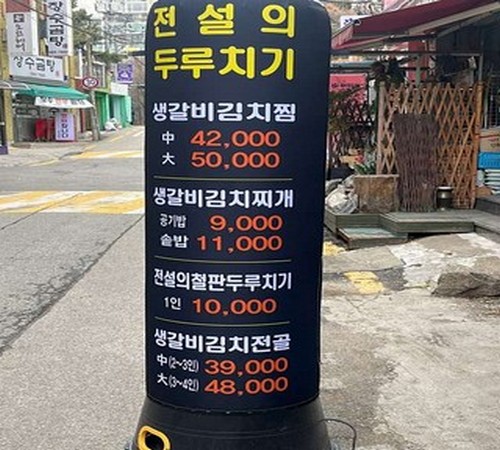 전설의
두루치기
생갈비김치찜
中 42,000
大 50,000
생갈비김치찌개
공기밥 9,000
솥밥 11,000
전설의철판두루치기
1인 10,000
생갈비김치전골
中(2~3인) 39,000
大(3~4인) 48,000
장수곰탕